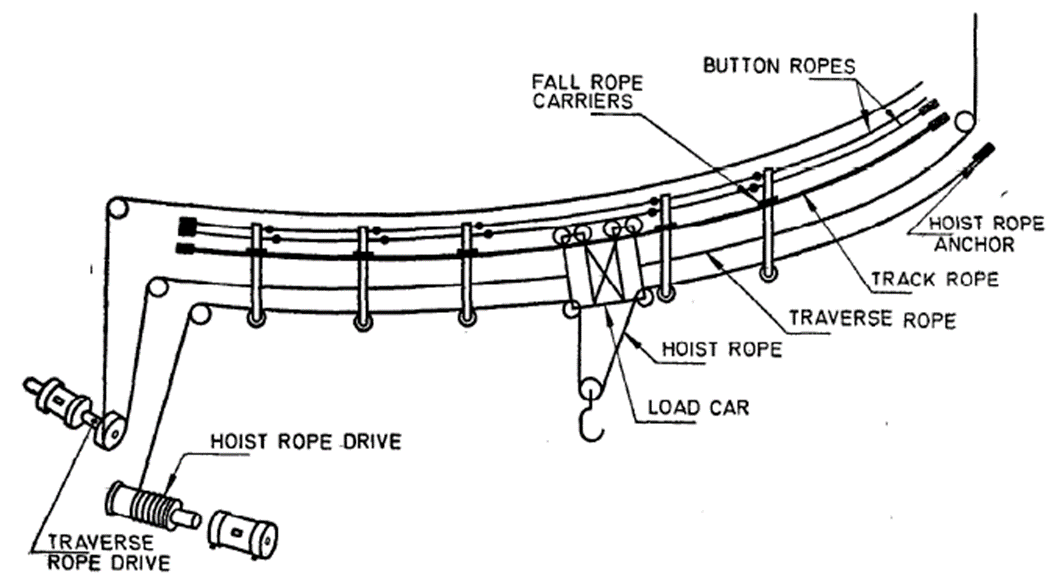 BUTTON ROPES
FALL ROPE
CARRIERS
HOIST ROPE
ANCHOR
TRACK ROPE
TRAVERSE ROPE
HOIST ROPE
LOAD CAR
HOIST ROPE DRIVE
TRAVERSE
ROPE DRIVE